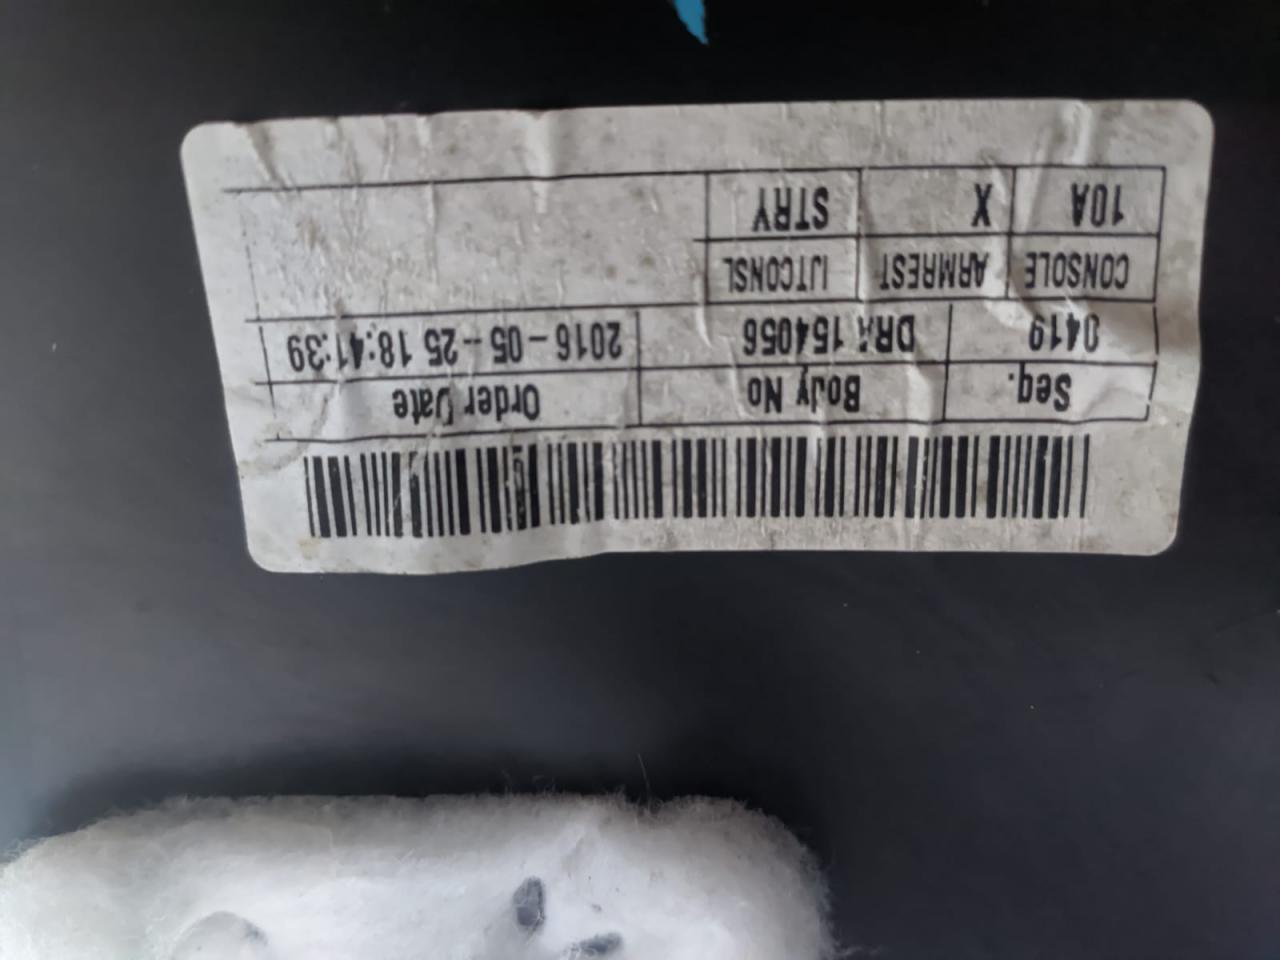 Seq. Body No Order Date
0419 DRA 154056 2016-05-25 18:41:39
CONSOLE ARMREST IJTCONSL
10A X STRY